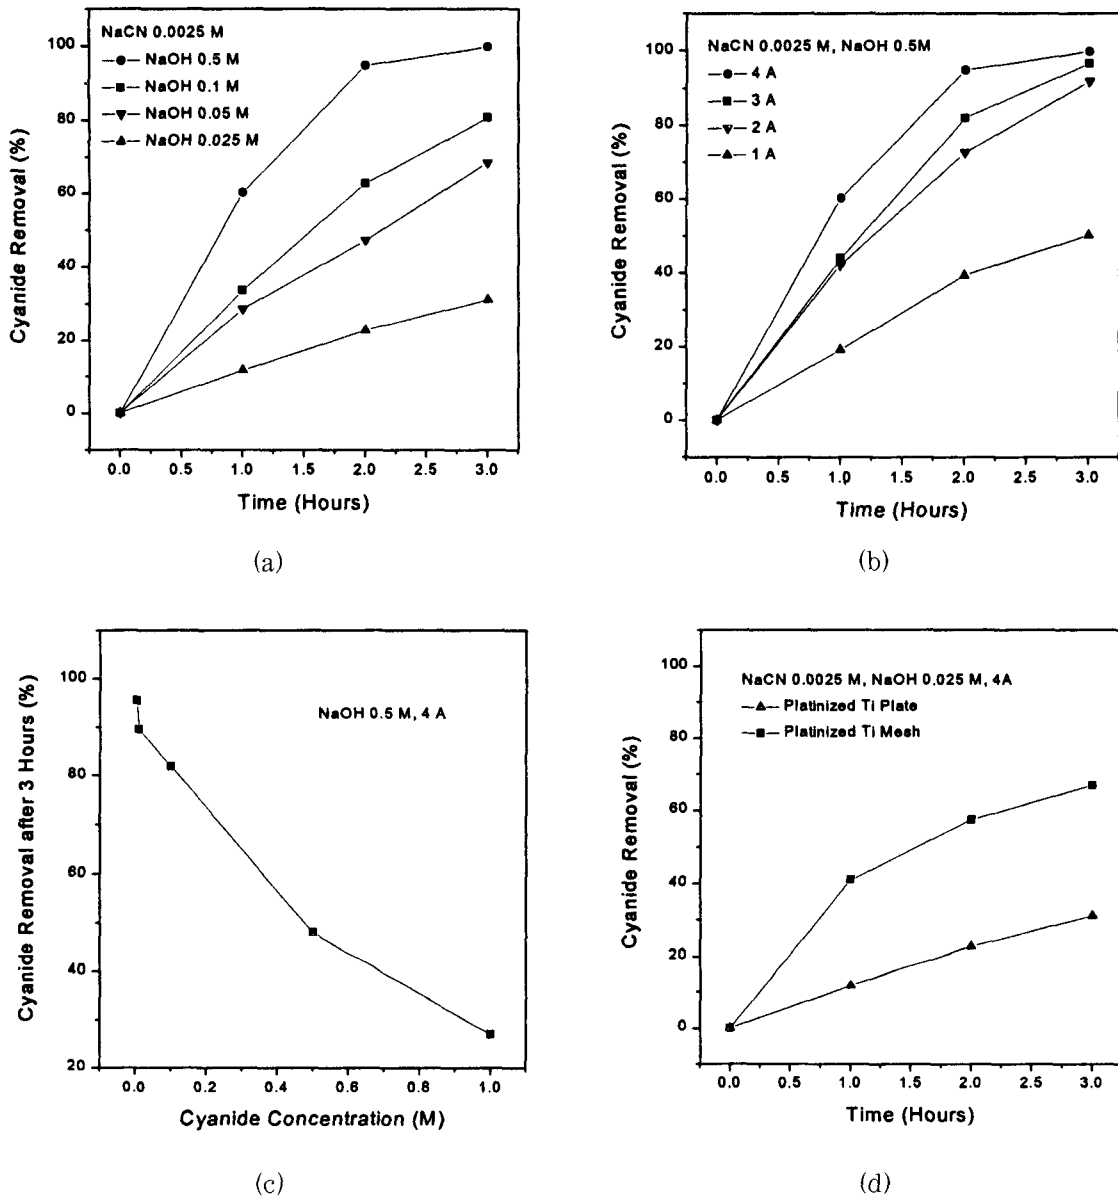 NaCN 0.0025 M
NaOH 0.5 M
NaOH 0.1 M
NaOH 0.05 M
NaOH 0.025 M
100
80
60
40
20
0
Cyanide Removal (%)
0.0 0.5 1.0 1.5 2.0 2.5 3.0
Time (Hours)
(a)
NaCN 0.0025 M, NaOH 0.5M
4 A
3 A
2 A
1 A
100
80
60
40
20
0
Cyanide Removal (%)
0.0 0.5 1.0 1.5 2.0 2.5 3.0
Time (Hours)
(b)
NaOH 0.5 M, 4 A
100
80
60
40
20
Cyanide Removal after 3 Hours (%)
0.0 0.2 0.4 0.6 0.8 1.0
Cyanide Concentration (M)
(c)
NaCN 0.0025 M, NaOH 0.025 M, 4A
Platinized Ti Plate
Platinized Ti Mesh
100
80
60
40
20
0
Cyanide Removal (%)
0.0 0.5 1.0 1.5 2.0 2.5 3.0
Time (Hours)
(d)